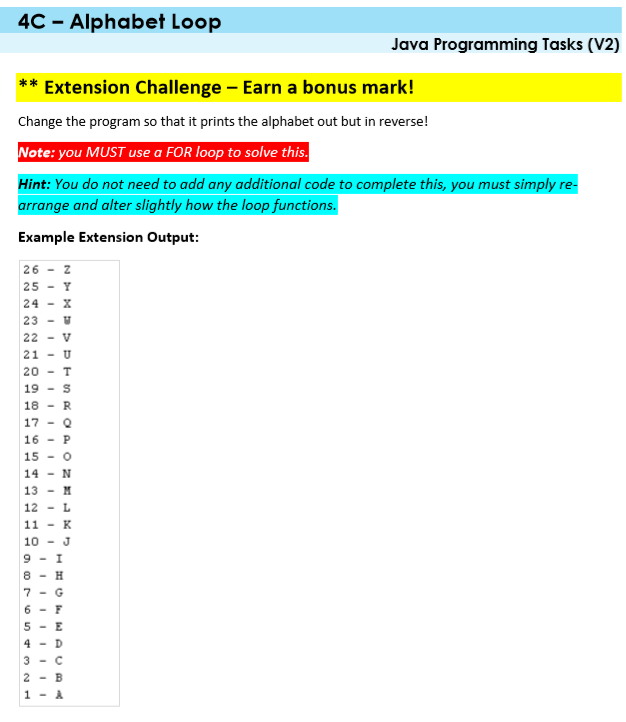 4C – Alphabet Loop
Java Programming Tasks (V2)
** Extension Challenge – Earn a bonus mark!
Change the program so that it prints the alphabet out but in reverse!
Note: you MUST use a FOR loop to solve this.
Hint: You do not need to add any additional code to complete this, you must simply re-
arrange and alter slightly how the loop functions.
Example Extension Output:
26 - Z
25 - Y
24 - X
23 - W
22 - V
21 - U
20 - T
19 - S
18 - R
17 - Q
16 - P
15 - O
14 - N
13 - M
12 - L
11 - K
10 - J
9 - I
8 - H
7 - G
6 - F
5 - E
4 - D
3 - C
2 - B
1 - A